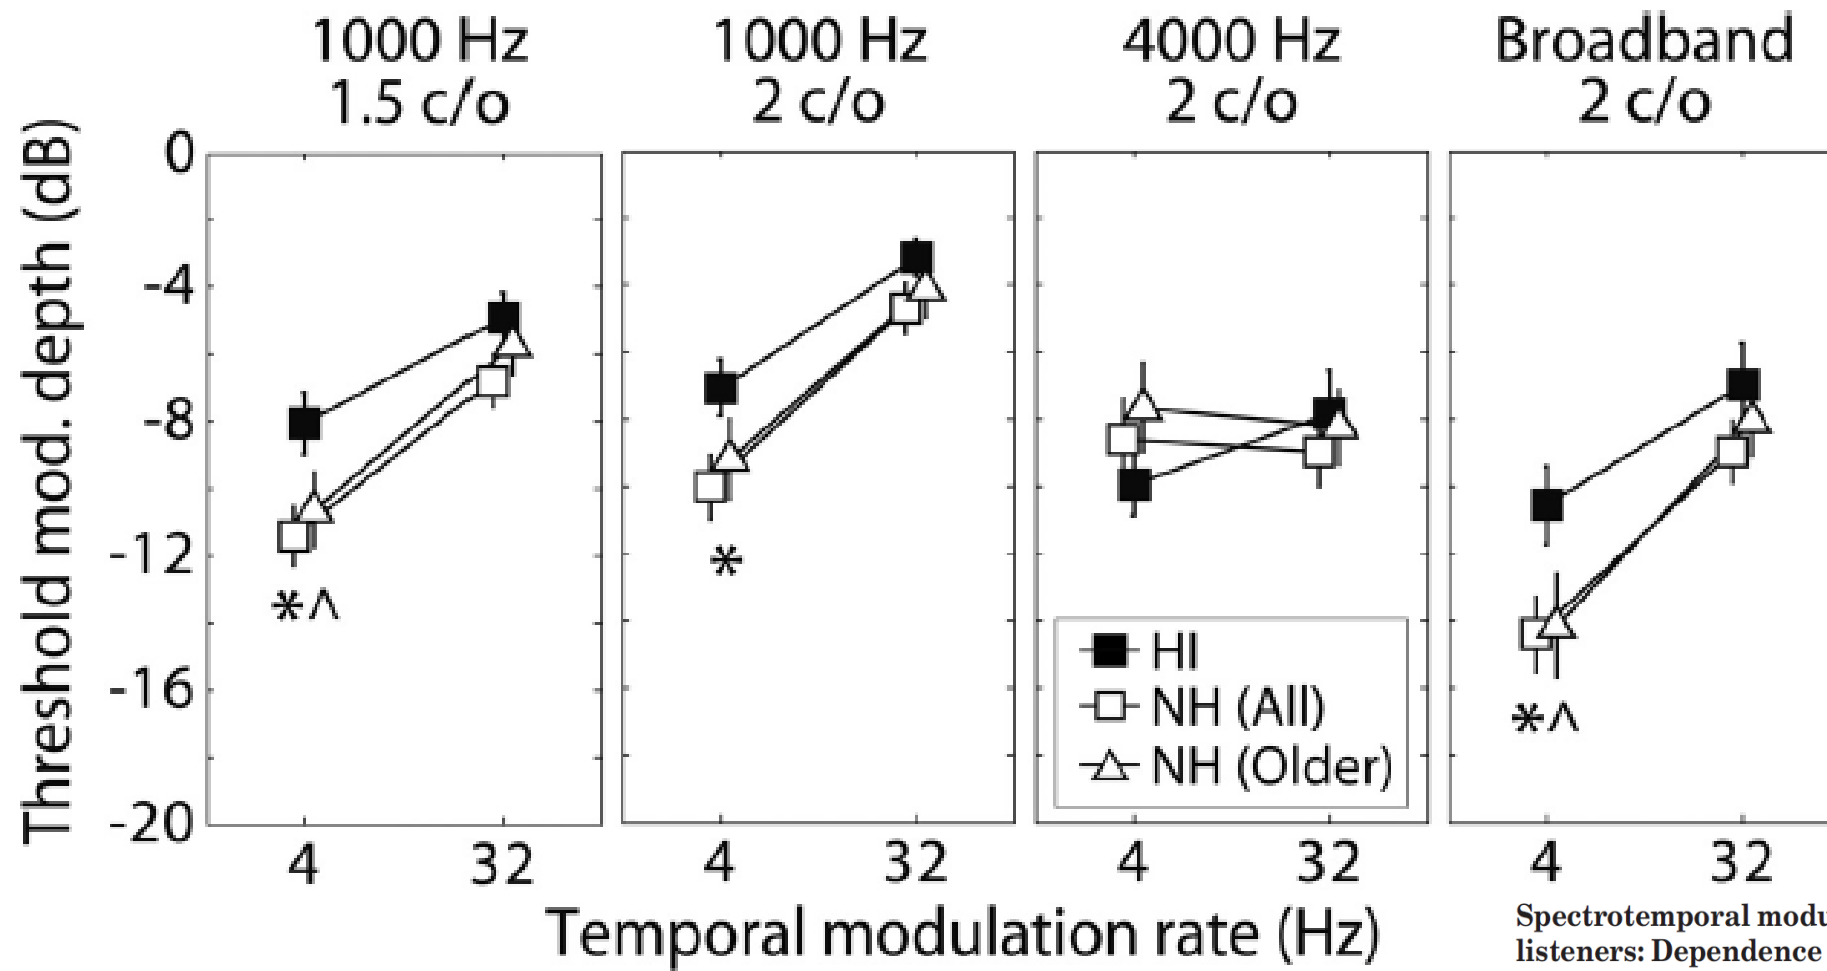 1000 Hz
1.5 c/o
1000 Hz
2 c/o
4000 Hz
2 c/o
Broadband
2 c/o
Threshold mod. depth (dB)
0
-4
-8
-12
-16
-20
*^
*
*^
HI
NH (All)
NH (Older)
4 32
4 32
4 32
4 32
Temporal modulation rate (Hz)
Spectrotemporal modu
listeners: Dependence